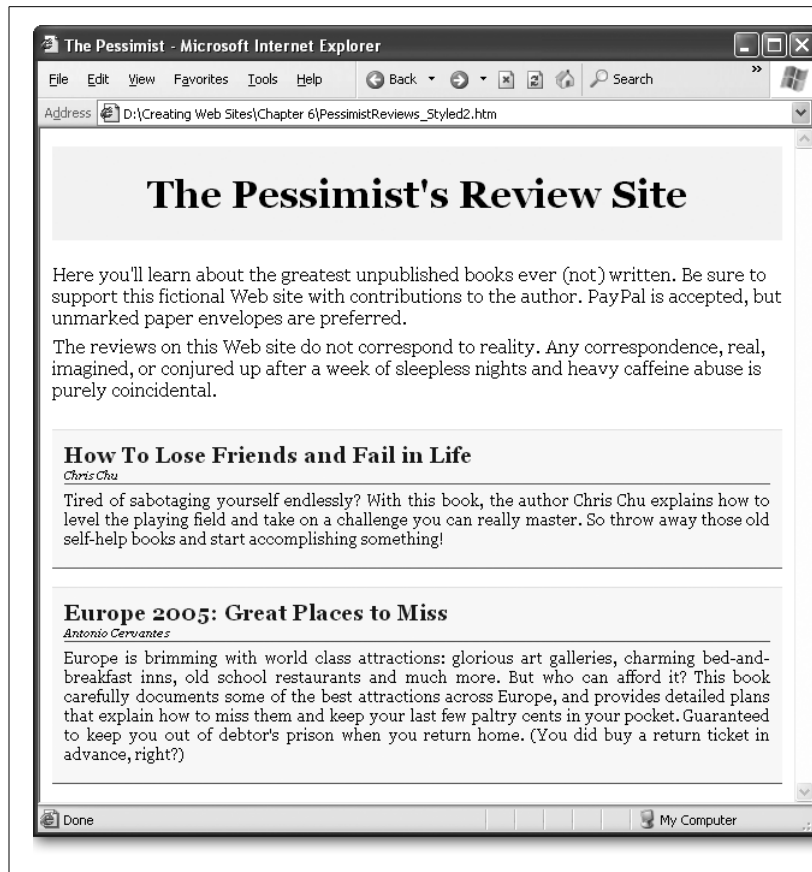 The Pessimist - Microsoft Internet Explorer
File Edit View Favorites Tools Help Back Search »
Address D:\Creating Web Sites\Chapter 6\PessimistReviews_Styled2.htm
The Pessimist's Review Site
Here you'll learn about the greatest unpublished books ever (not) written. Be sure to
support this fictional Web site with contributions to the author. PayPal is accepted, but
unmarked paper envelopes are preferred.
The reviews on this Web site do not correspond to reality. Any correspondence, real,
imagined, or conjured up after a week of sleepless nights and heavy caffeine abuse is
purely coincidental.
How To Lose Friends and Fail in Life
Chris Chu
Tired of sabotaging yourself endlessly? With this book, the author Chris Chu explains how to
level the playing field and take on a challenge you can really master. So throw away those old
self-help books and start accomplishing something!
Europe 2005: Great Places to Miss
Antonio Cervantes
Europe is brimming with world class attractions: glorious art galleries, charming bed-and-
breakfast inns, old school restaurants and much more. But who can afford it? This book
carefully documents some of the best attractions across Europe, and provides detailed plans
that explain how to miss them and keep your last few paltry cents in your pocket. Guaranteed
to keep you out of debtor's prison when you return home. (You did buy a return ticket in
advance, right?)
Done My Computer